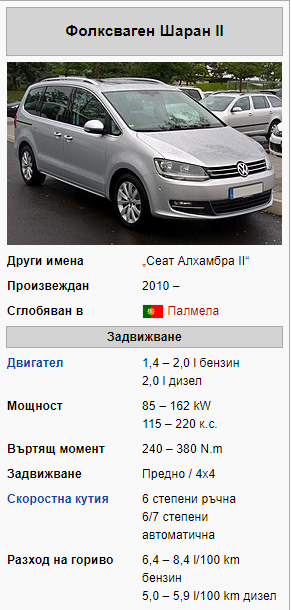 Фолксваген Шаран II
Други имена „Сеат Алхамбра II“
Произвеждан 2010 –
Сглобяван в Палмела
Задвижване
Двигател 1,4 – 2,0 l бензин
2,0 l дизел
Мощност 85 – 162 kW
115 – 220 к.с.
Въртящ момент 240 – 380 N.m
Задвижване Предно / 4x4
Скоростна кутия 6 степени ръчна
6/7 степени
автоматична
Разход на гориво 6,4 – 8,4 l/100 km
бензин
5,0 – 5,9 l/100 km дизел